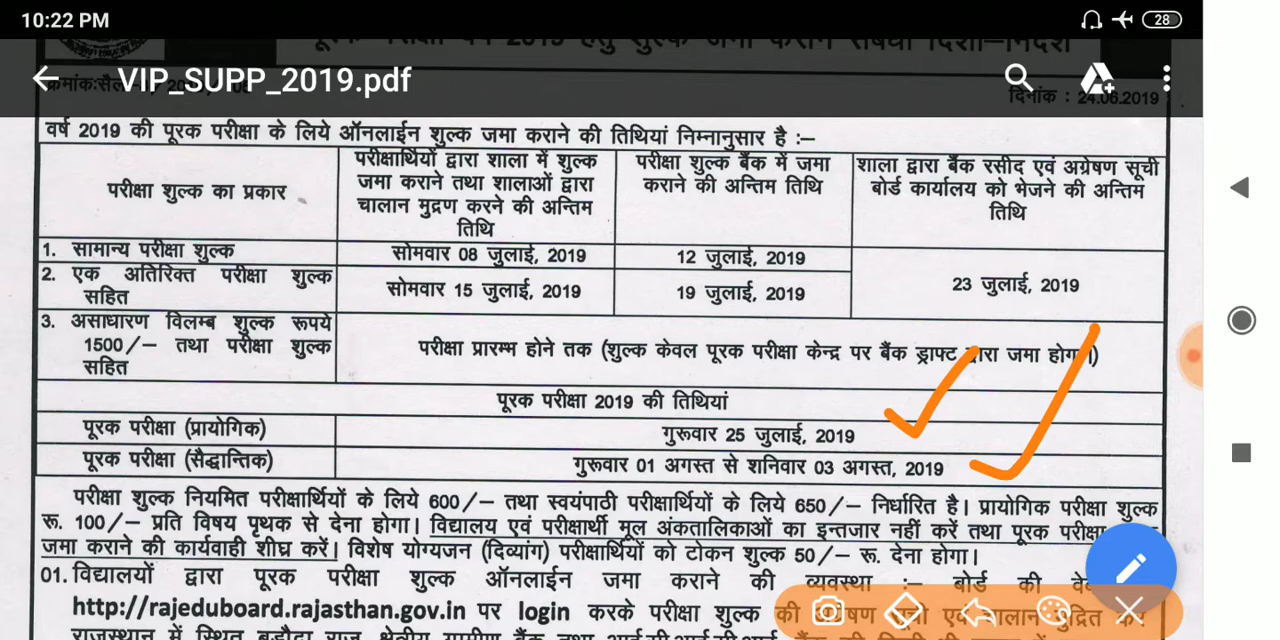 10:22 PM
28
पूरक परीक्षा वर्ष 2019 हेतु शुल्क जमा कराने संबंधी दिशा–निर्देश
VIP_SUPP_2019.pdf
दिनांक : 24.06.2019
वर्ष 2019 की पूरक परीक्षा के लिये ऑनलाईन शुल्क जमा कराने की तिथियां निम्नानुसार है :–
परीक्षा शुल्क का प्रकार
परीक्षार्थियों द्वारा शाला में शुल्क
जमा कराने तथा शालाओं द्वारा
चालान मुद्रण करने की अन्तिम
तिथि
परीक्षा शुल्क बैंक में जमा
कराने की अन्तिम तिथि
शाला द्वारा बैंक रसीद एवं अग्रेषण सूची
बोर्ड कार्यालय को भेजने की अन्तिम
तिथि
1. सामान्य परीक्षा शुल्क
सोमवार 08 जुलाई, 2019
12 जुलाई, 2019
2. एक अतिरिक्त परीक्षा शुल्क
सहित
सोमवार 15 जुलाई, 2019
19 जुलाई, 2019
23 जुलाई, 2019
3. असाधारण विलम्ब शुल्क रूपये
1500/– तथा परीक्षा शुल्क
सहित
परीक्षा प्रारम्भ होने तक (शुल्क केवल पूरक परीक्षा केन्द्र पर बैंक ड्राफ्ट द्वारा जमा होगा।)
पूरक परीक्षा 2019 की तिथियां
पूरक परीक्षा (प्रायोगिक)
गुरूवार 25 जुलाई, 2019
पूरक परीक्षा (सैद्धान्तिक)
गुरूवार 01 अगस्त से शनिवार 03 अगस्त, 2019
परीक्षा शुल्क नियमित परीक्षार्थियों के लिये 600/– तथा स्वयंपाठी परीक्षार्थियों के लिये 650/– निर्धारित है। प्रायोगिक परीक्षा शुल्क
रू. 100/– प्रति विषय पृथक से देना होगा। विद्यालय एवं परीक्षार्थी मूल अंकतालिकाओं का इन्तजार नहीं करें तथा पूरक परीक्षा
जमा कराने की कार्यवाही शीघ्र करें। विशेष योग्यजन (दिव्यांग) परीक्षार्थियों को टोकन शुल्क 50/– रू. देना होगा।
01. विद्यालयों द्वारा पूरक परीक्षा शुल्क ऑनलाईन जमा कराने की व्यवस्था :– बोर्ड की
http://rajeduboard.rajasthan.gov.in पर login करके परीक्षा शुल्क की